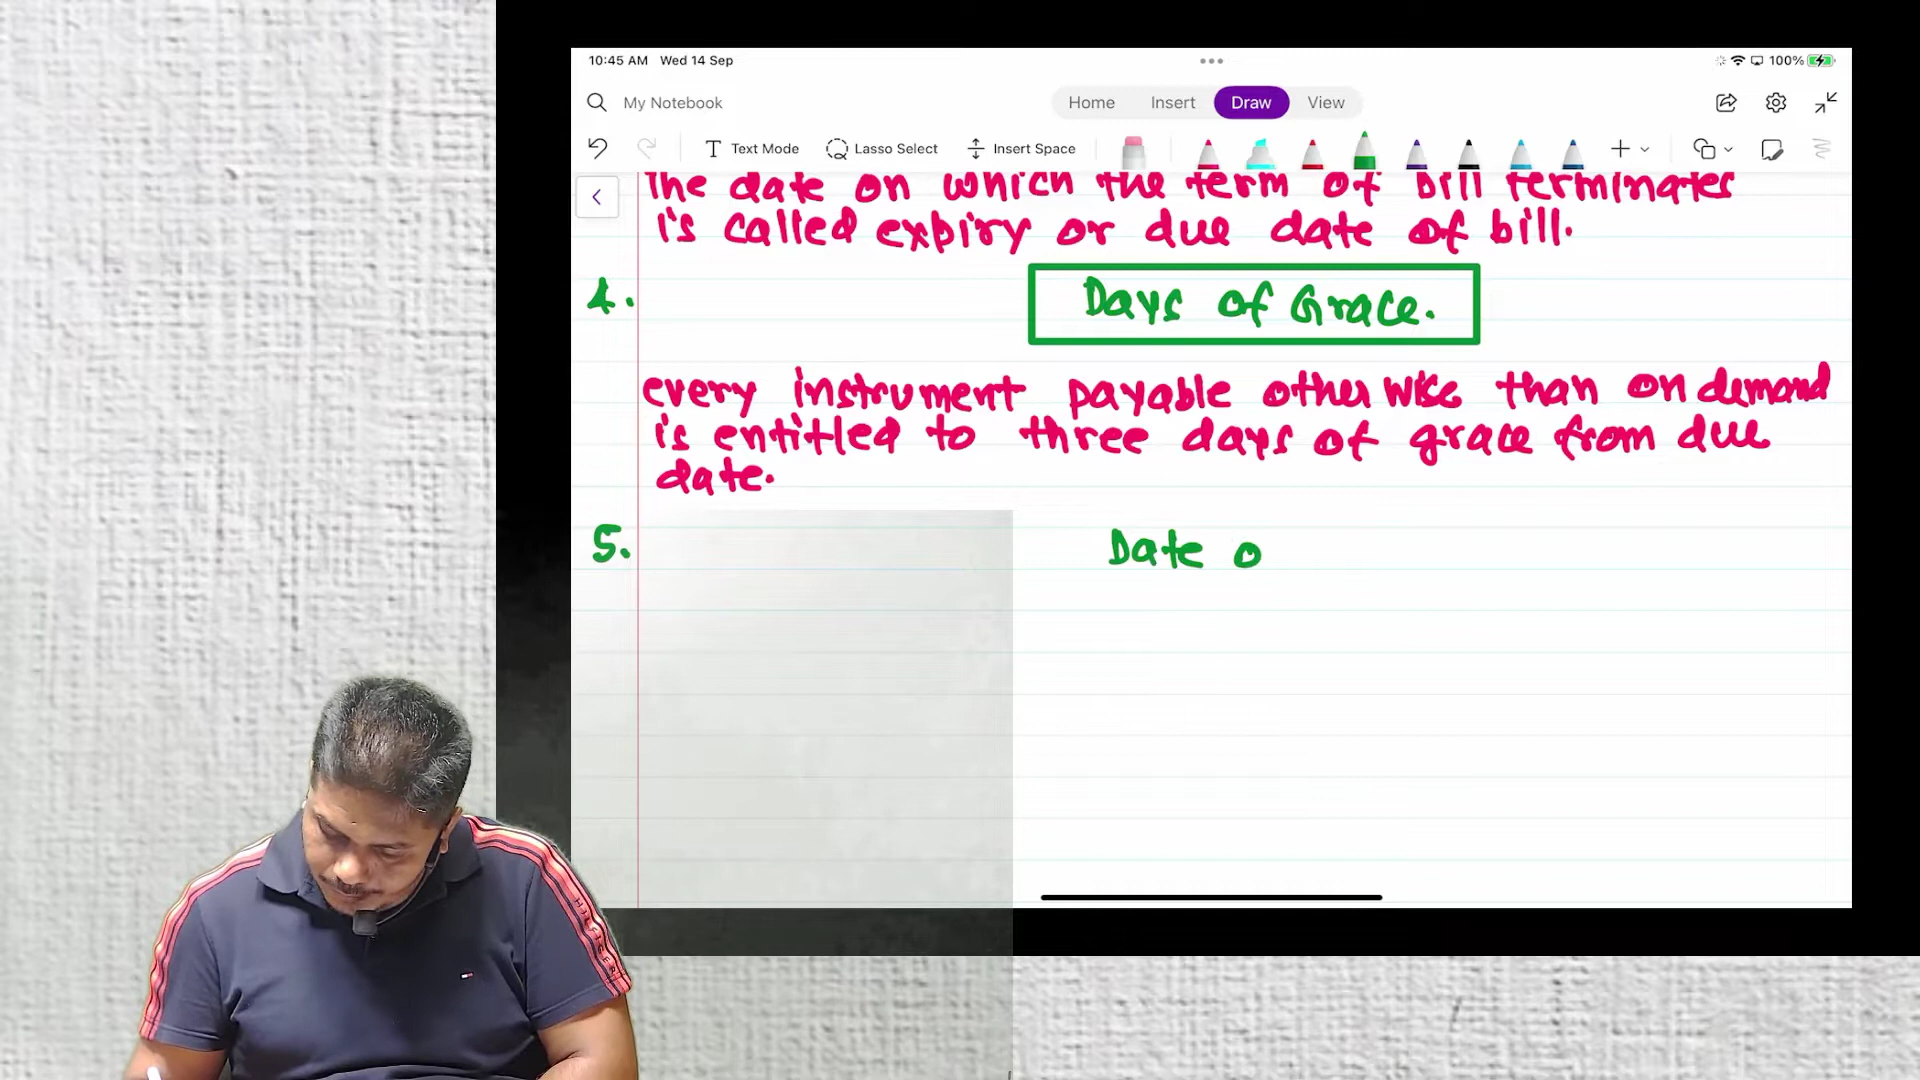 10:45 AM Wed 14 Sep
100%
My Notebook
Home Insert Draw View
Text Mode Lasso Select Insert Space
The date on which the term of bill terminates
is called expiry or due date of bill.
4.
Days of Grace.
every instrument payable otherwise than on demand
is entitled to three days of grace from due
date.
5.
Date o